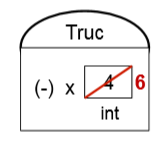 Truc
(-) x 4 6
int